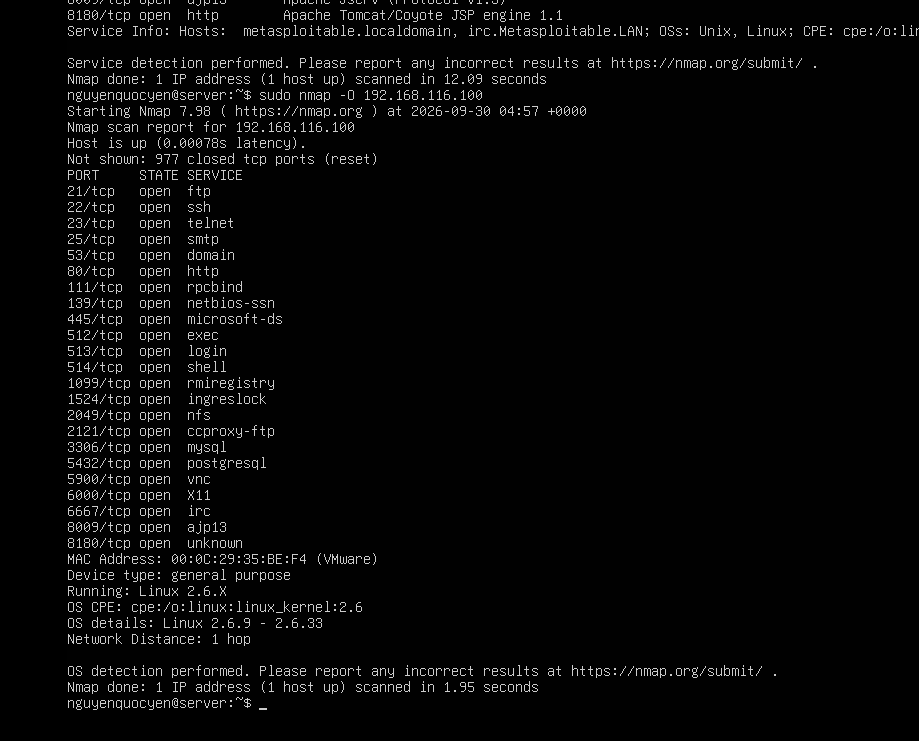 8009/tcp open  ajp13       Apache Jserv (Protocol v1.3)
8180/tcp open  http        Apache Tomcat/Coyote JSP engine 1.1
Service Info: Hosts:  metasploitable.localdomain, irc.Metasploitable.LAN; OSs: Unix, Linux; CPE: cpe:/o:lin
Service detection performed. Please report any incorrect results at https://nmap.org/submit/ .
Nmap done: 1 IP address (1 host up) scanned in 12.09 seconds
nguyenquocyen@server:~$ sudo nmap -O 192.168.116.100
Starting Nmap 7.98 ( https://nmap.org ) at 2026-09-30 04:57 +0000
Nmap scan report for 192.168.116.100
Host is up (0.00078s latency).
Not shown: 977 closed tcp ports (reset)
PORT     STATE SERVICE
21/tcp   open  ftp
22/tcp   open  ssh
23/tcp   open  telnet
25/tcp   open  smtp
53/tcp   open  domain
80/tcp   open  http
111/tcp  open  rpcbind
139/tcp  open  netbios-ssn
445/tcp  open  microsoft-ds
512/tcp  open  exec
513/tcp  open  login
514/tcp  open  shell
1099/tcp open  rmiregistry
1524/tcp open  ingreslock
2049/tcp open  nfs
2121/tcp open  ccproxy-ftp
3306/tcp open  mysql
5432/tcp open  postgresql
5900/tcp open  vnc
6000/tcp open  X11
6667/tcp open  irc
8009/tcp open  ajp13
8180/tcp open  unknown
MAC Address: 00:0C:29:35:BE:F4 (VMware)
Device type: general purpose
Running: Linux 2.6.X
OS CPE: cpe:/o:linux:linux_kernel:2.6
OS details: Linux 2.6.9 - 2.6.33
Network Distance: 1 hop
OS detection performed. Please report any incorrect results at https://nmap.org/submit/ .
Nmap done: 1 IP address (1 host up) scanned in 1.95 seconds
nguyenquocyen@server:~$ _